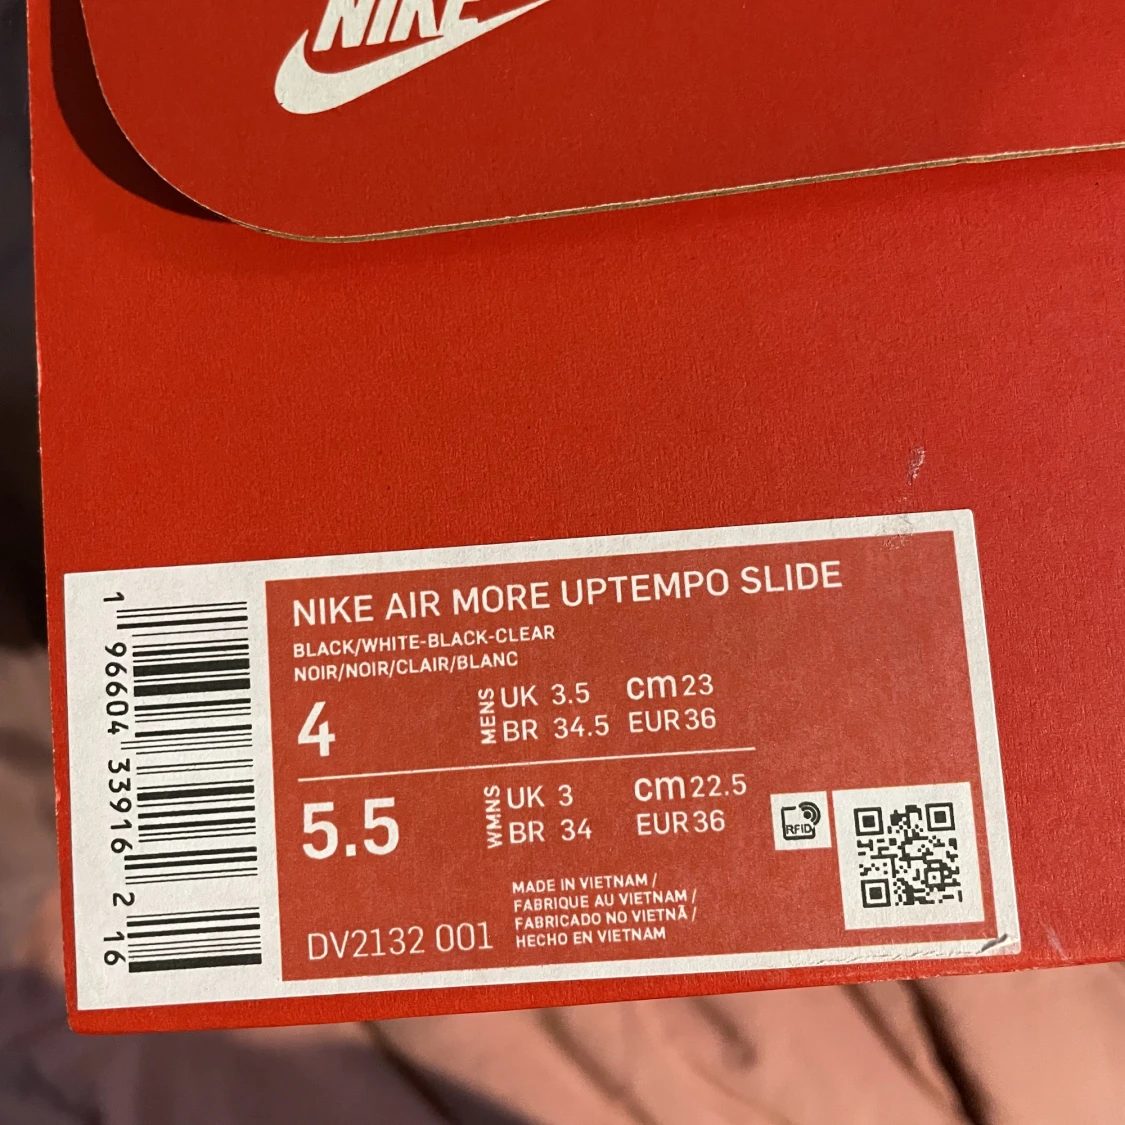 NIKE
NIKE AIR MORE UPTEMPO SLIDE
BLACK/WHITE-BLACK-CLEAR
NOIR/NOIR/CLAIR/BLANC
4
MENS
UK 3.5 cm 23
BR 34.5 EUR 36
5.5
WMNS
UK 3 cm 22.5
BR 34 EUR 36
RFID
MADE IN VIETNAM /
FABRIQUE AU VIETNAM /
FABRICADO NO VIETNÃ /
HECHO EN VIETNAM
DV2132 001
1 96604 33916 2 16